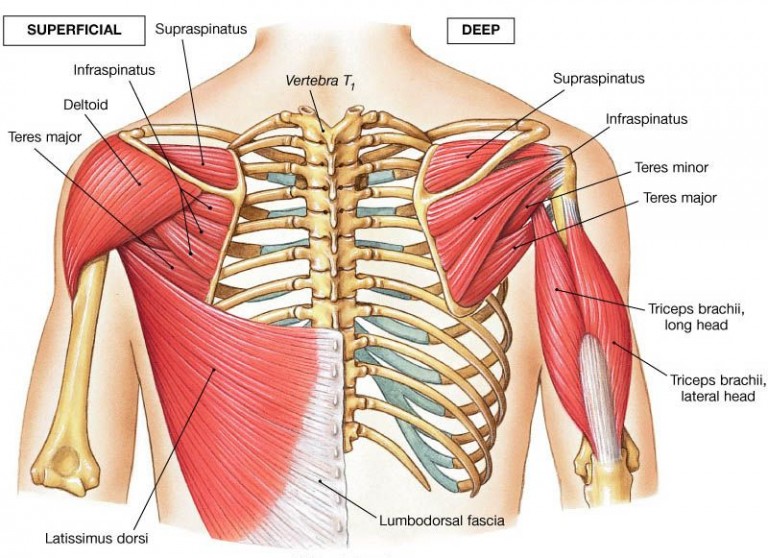 SUPERFICIAL
Supraspinatus
DEEP
Infraspinatus
Vertebra T1
Deltoid
Teres major
Supraspinatus
Infraspinatus
Teres minor
Teres major
Triceps brachii,
long head
Triceps brachii,
lateral head
Lumbodorsal fascia
Latissimus dorsi